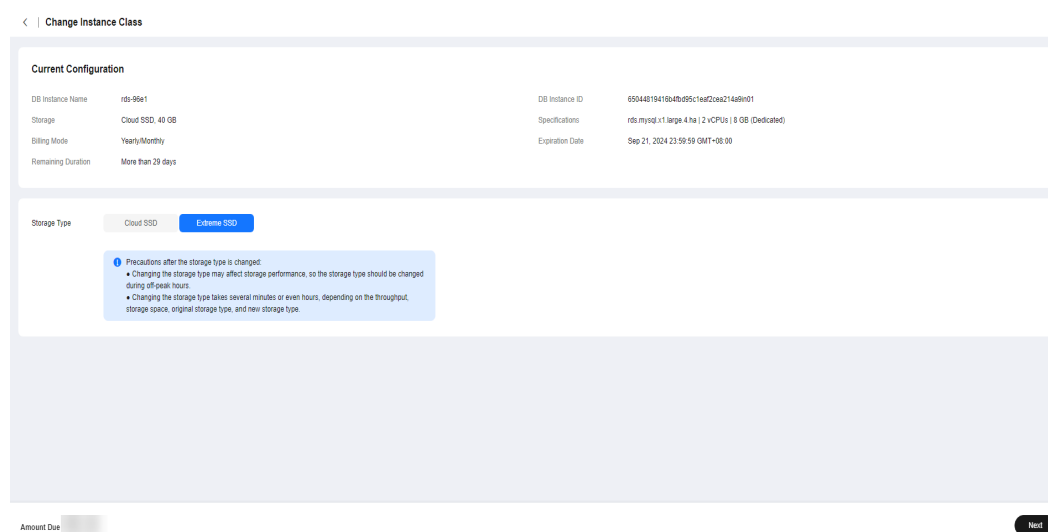 Change Instance Class
Current Configuration
DB Instance Name rds-96e1 DB Instance ID 65044819416b4fbd95c1eaf2cea214a9in01
Storage Cloud SSD, 40 GB Specifications rds.mysql.x1.large.4.ha | 2 vCPUs | 8 GB (Dedicated)
Billing Mode Yearly/Monthly Expiration Date Sep 21, 2024 23:59:59 GMT+08:00
Remaining Duration More than 29 days
Storage Type Cloud SSD Extreme SSD
Precautions after the storage type is changed:
● Changing the storage type may affect storage performance, so the storage type should be changed
during off-peak hours.
● Changing the storage type takes several minutes or even hours, depending on the throughput,
storage space, original storage type, and new storage type.
Amount Due Next